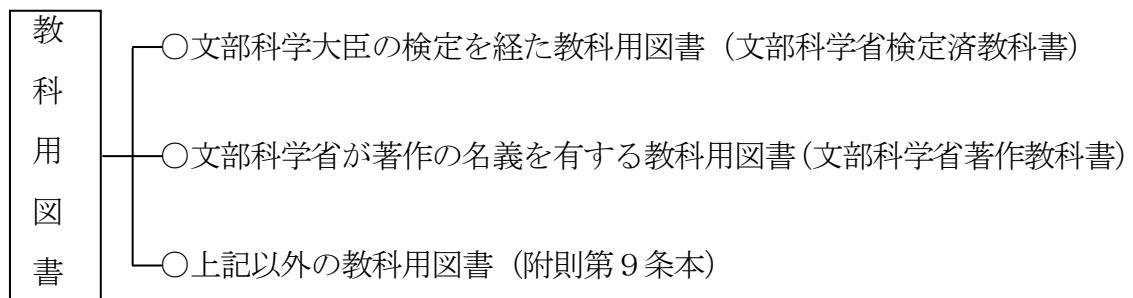 教科用図書
○文部科学大臣の検定を経た教科用図書（文部科学省検定済教科書）
○文部科学省が著作の名義を有する教科用図書（文部科学省著作教科書）
○上記以外の教科用図書（附則第９条本）